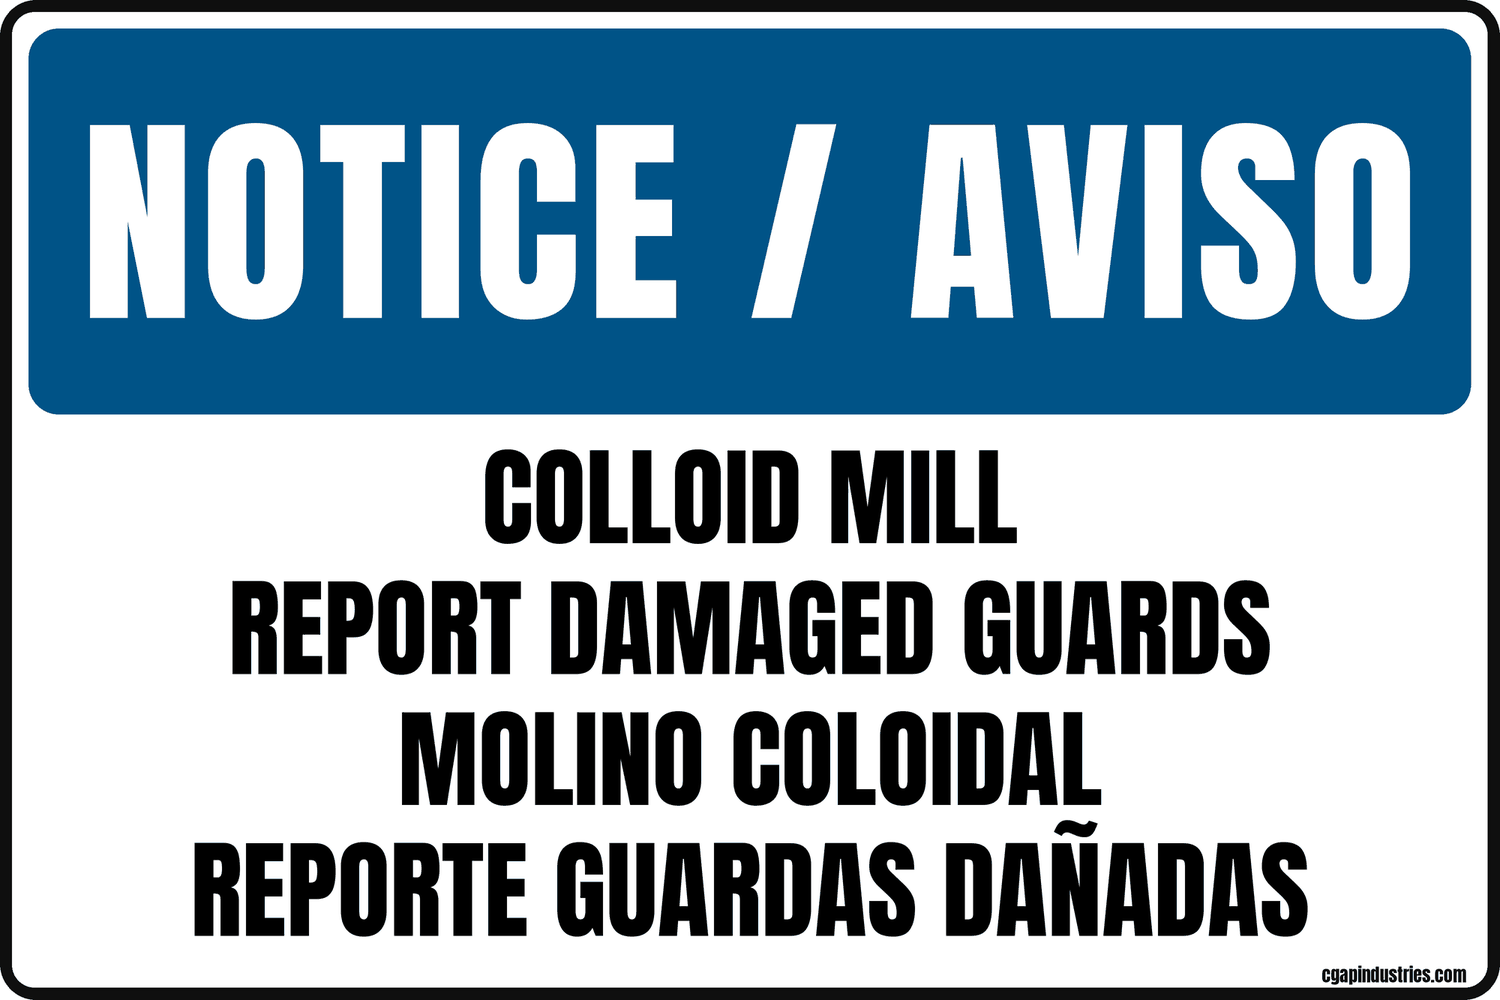 NOTICE / AVISO
COLLOID MILL
REPORT DAMAGED GUARDS
MOLINO COLOIDAL
REPORTE GUARDAS DAÑADAS
cgapindustries.com